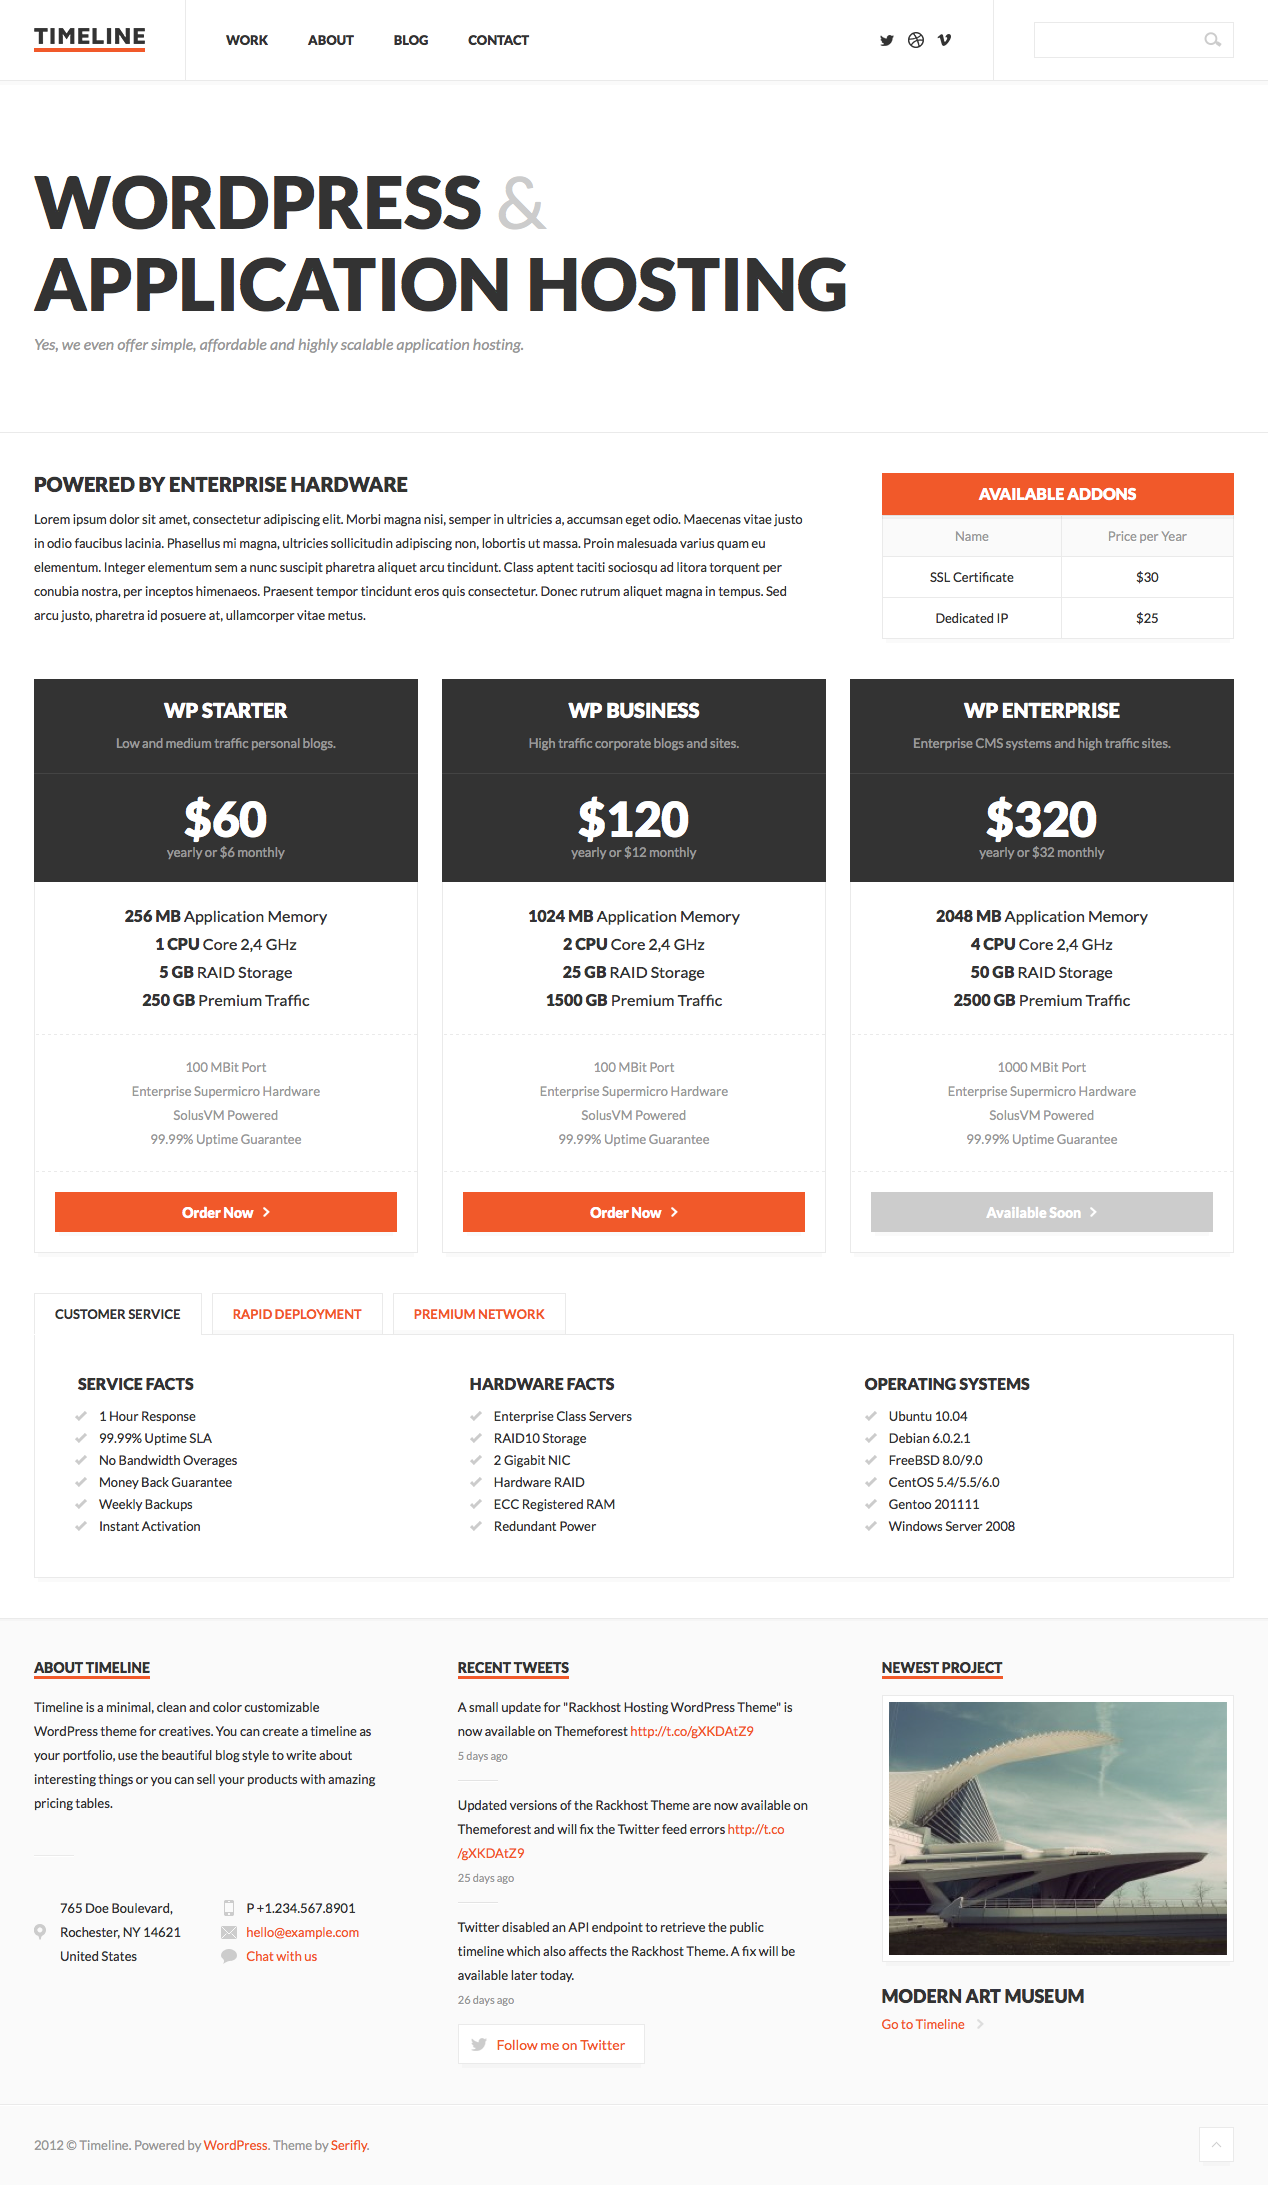 TIMELINE
WORK
ABOUT
BLOG
CONTACT
WORDPRESS &
APPLICATION HOSTING
Yes, we even offer simple, affordable and highly scalable application hosting.
POWERED BY ENTERPRISE HARDWARE
Lorem ipsum dolor sit amet, consectetur adipiscing elit. Morbi magna nisi, semper in ultricies a, accumsan eget odio. Maecenas vitae justo
in odio faucibus lacinia. Phasellus mi magna, ultricies sollicitudin adipiscing non, lobortis ut massa. Proin malesuada varius quam eu
elementum. Integer elementum sem a nunc suscipit pharetra aliquet arcu tincidunt. Class aptent taciti sociosqu ad litora torquent per
conubia nostra, per inceptos himenaeos. Praesent tempor tincidunt eros quis consectetur. Donec rutrum aliquet magna in tempus. Sed
arcu justo, pharetra id posuere at, ullamcorper vitae metus.
AVAILABLE ADDONS
Name
Price per Year
SSL Certificate
$30
Dedicated IP
$25
WP STARTER
Low and medium traffic personal blogs.
$60
yearly or $6 monthly
256 MB Application Memory
1 CPU Core 2,4 GHz
5 GB RAID Storage
250 GB Premium Traffic
100 MBit Port
Enterprise Supermicro Hardware
SolusVM Powered
99.99% Uptime Guarantee
Order Now
WP BUSINESS
High traffic corporate blogs and sites.
$120
yearly or $12 monthly
1024 MB Application Memory
2 CPU Core 2,4 GHz
25 GB RAID Storage
1500 GB Premium Traffic
100 MBit Port
Enterprise Supermicro Hardware
SolusVM Powered
99.99% Uptime Guarantee
Order Now
WP ENTERPRISE
Enterprise CMS systems and high traffic sites.
$320
yearly or $32 monthly
2048 MB Application Memory
4 CPU Core 2,4 GHz
50 GB RAID Storage
2500 GB Premium Traffic
1000 MBit Port
Enterprise Supermicro Hardware
SolusVM Powered
99.99% Uptime Guarantee
Available Soon
CUSTOMER SERVICE
RAPID DEPLOYMENT
PREMIUM NETWORK
SERVICE FACTS
1 Hour Response
99.99% Uptime SLA
No Bandwidth Overages
Money Back Guarantee
Weekly Backups
Instant Activation
HARDWARE FACTS
Enterprise Class Servers
RAID10 Storage
2 Gigabit NIC
Hardware RAID
ECC Registered RAM
Redundant Power
OPERATING SYSTEMS
Ubuntu 10.04
Debian 6.0.2.1
FreeBSD 8.0/9.0
CentOS 5.4/5.5/6.0
Gentoo 201111
Windows Server 2008
ABOUT TIMELINE
Timeline is a minimal, clean and color customizable
WordPress theme for creatives. You can create a timeline as
your portfolio, use the beautiful blog style to write about
interesting things or you can sell your products with amazing
pricing tables.
765 Doe Boulevard,
Rochester, NY 14621
United States
P +1.234.567.8901
hello@example.com
Chat with us
RECENT TWEETS
A small update for "Rackhost Hosting WordPress Theme" is
now available on Themeforest http://t.co/gXKDAtZ9
5 days ago
Updated versions of the Rackhost Theme are now available on
Themeforest and will fix the Twitter feed errors http://t.co
/gXKDAtZ9
25 days ago
Twitter disabled an API endpoint to retrieve the public
timeline which also affects the Rackhost Theme. A fix will be
available later today.
26 days ago
Follow me on Twitter
NEWEST PROJECT
MODERN ART MUSEUM
Go to Timeline
2012 © Timeline. Powered by WordPress. Theme by Serifly.